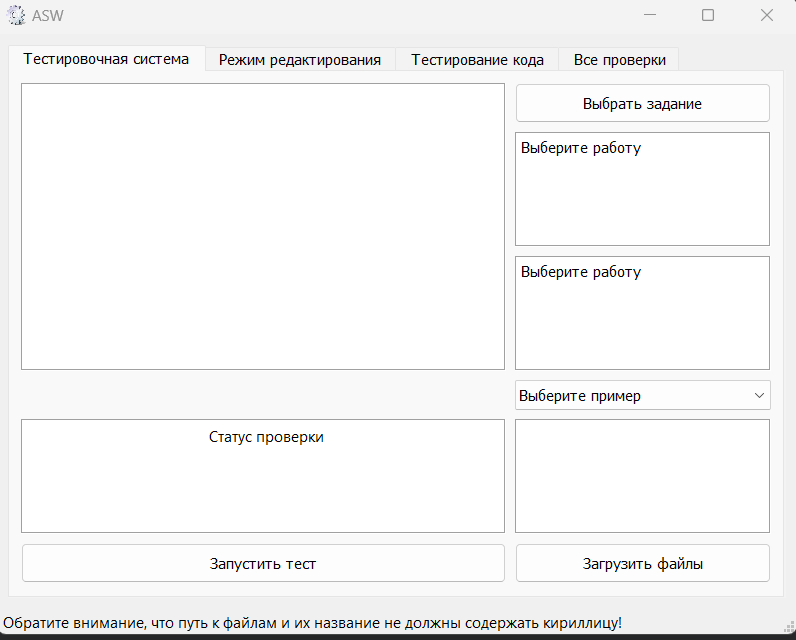 ASW
Тестировочная система
Режим редактирования
Тестирование кода
Все проверки
Выбрать задание
Выберите работу
Выберите работу
Выберите пример
Статус проверки
Запустить тест
Загрузить файлы
Обратите внимание, что путь к файлам и их название не должны содержать кириллицу!